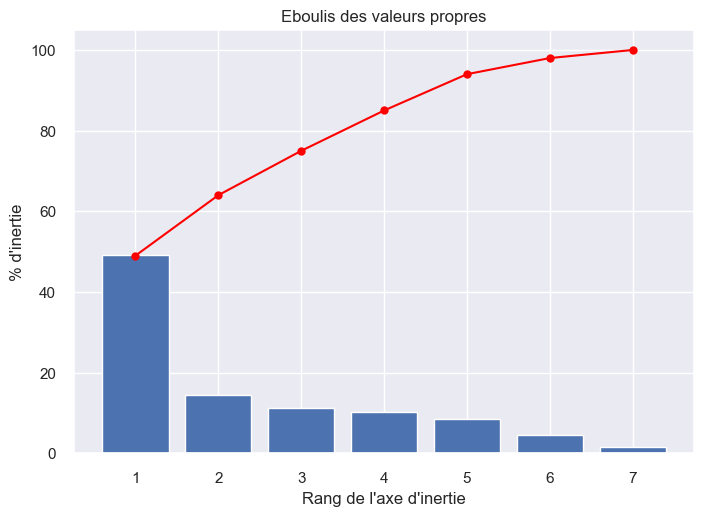 Eboulis des valeurs propres
100
80
60
40
20
0
% d'inertie
1 2 3 4 5 6 7
Rang de l'axe d'inertie